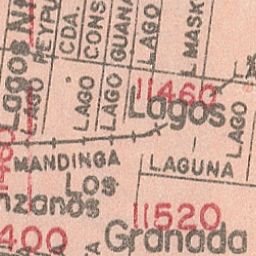 LAGO
PEYPU
CDA.
CONS
GUANA
LAGO
L. MASK
Lagos
LAGO
LAGO
LAGO
11460
Lagos
LAGO
MANDINGA
LAGUNA
Los
nzanos
11520
400
Granada